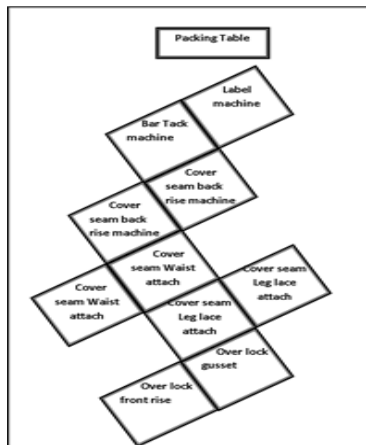 Packing Table
Label
machine
Bar Tack
machine
Cover
seam back
rise machine
Cover
seam back
rise machine
Cover
seam Waist
attach
Cover
seam Waist
attach
Cover seam
Leg lace
attach
Cover seam
Leg lace
attach
Over lock
gusset
Over lock
front rise